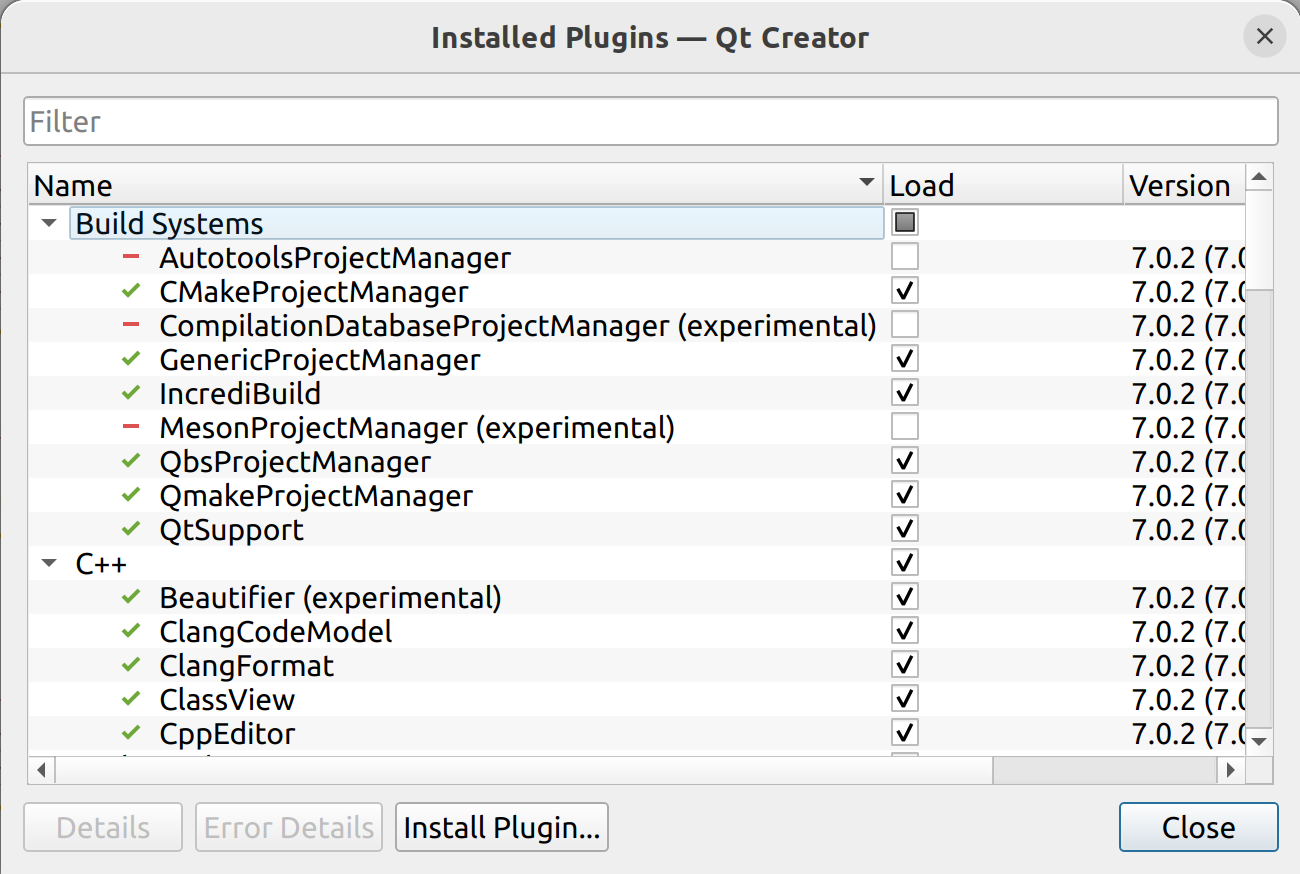 Installed Plugins — Qt Creator
Filter
Name Load Version
Build Systems
AutotoolsProjectManager 7.0.2 (7.0
CMakeProjectManager 7.0.2 (7.0
CompilationDatabaseProjectManager (experimental) 7.0.2 (7.0
GenericProjectManager 7.0.2 (7.0
IncrediBuild 7.0.2 (7.0
MesonProjectManager (experimental) 7.0.2 (7.0
QbsProjectManager 7.0.2 (7.0
QmakeProjectManager 7.0.2 (7.0
QtSupport 7.0.2 (7.0
C++
Beautifier (experimental) 7.0.2 (7.0
ClangCodeModel 7.0.2 (7.0
ClangFormat 7.0.2 (7.0
ClassView 7.0.2 (7.0
CppEditor 7.0.2 (7.0
Details Error Details Install Plugin... Close